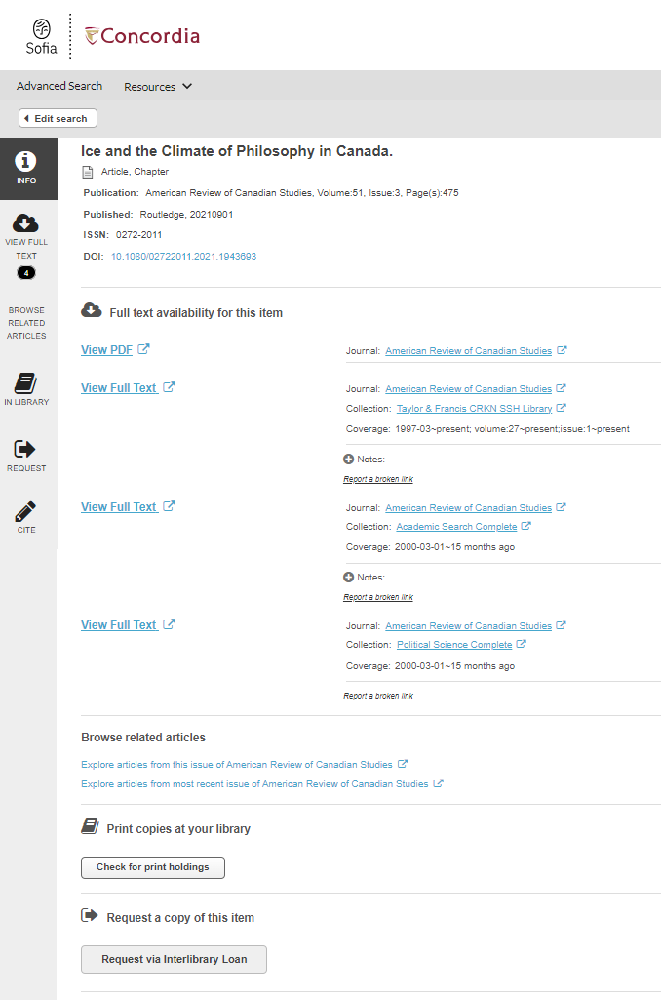 Sofia
Concordia
Advanced Search Resources
Edit search
INFO
VIEW FULL
TEXT
4
BROWSE
RELATED
ARTICLES
IN LIBRARY
REQUEST
CITE
Ice and the Climate of Philosophy in Canada.
Article, Chapter
Publication: American Review of Canadian Studies, Volume:51, Issue:3, Page(s):475
Published: Routledge, 20210901
ISSN: 0272-2011
DOI: 10.1080/02722011.2021.1943693
Full text availability for this item
View PDF Journal: American Review of Canadian Studies
View Full Text Journal: American Review of Canadian Studies
Collection: Taylor & Francis CRKN SSH Library
Coverage: 1997-03~present; volume:27~present;issue:1~present
Notes:
Report a broken link
View Full Text Journal: American Review of Canadian Studies
Collection: Academic Search Complete
Coverage: 2000-03-01~15 months ago
Notes:
Report a broken link
View Full Text Journal: American Review of Canadian Studies
Collection: Political Science Complete
Coverage: 2000-03-01~15 months ago
Report a broken link
Browse related articles
Explore articles from this issue of American Review of Canadian Studies
Explore articles from most recent issue of American Review of Canadian Studies
Print copies at your library
Check for print holdings
Request a copy of this item
Request via Interlibrary Loan